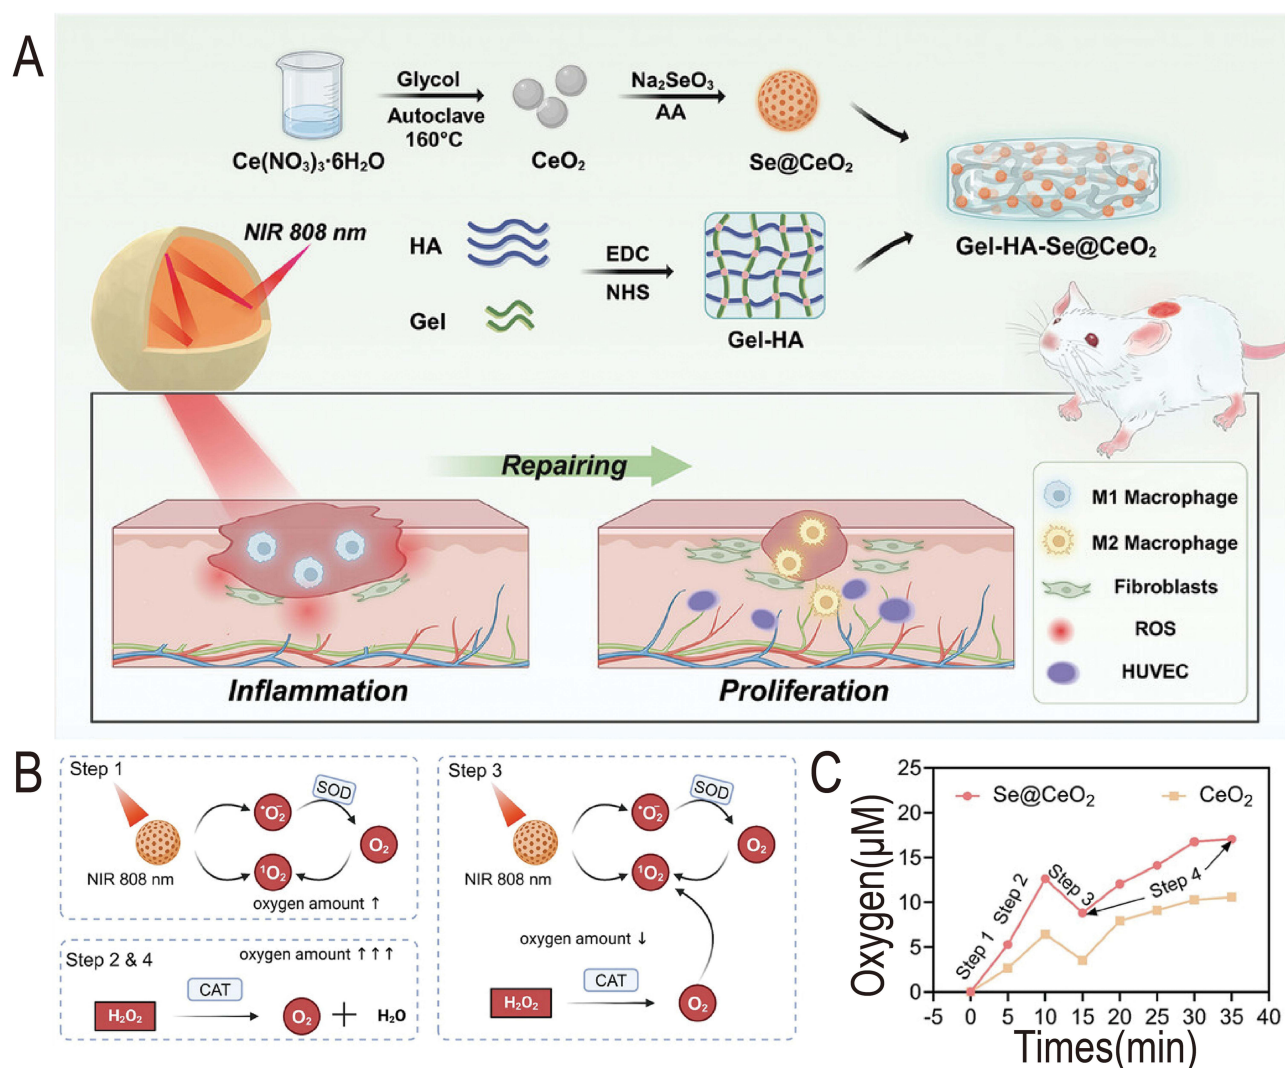 A
Glycol
Autoclave
160°C
Na₂SeO₃
AA
Ce(NO₃)₃·6H₂O
CeO₂
Se@CeO₂
NIR 808 nm
HA
EDC
NHS
Gel
Gel-HA
Gel-HA-Se@CeO₂
Repairing
M1 Macrophage
M2 Macrophage
Fibroblasts
ROS
HUVEC
Inflammation
Proliferation
B
Step 1
SOD
•O₂⁻
O₂
¹O₂
NIR 808 nm
oxygen amount ↑
Step 2 & 4
oxygen amount ↑↑↑
CAT
H₂O₂
O₂
+
H₂O
Step 3
SOD
•O₂⁻
O₂
¹O₂
NIR 808 nm
oxygen amount ↓
CAT
H₂O₂
O₂
C
Oxygen(μM)
25
20
15
10
5
0
Se@CeO₂
CeO₂
Step 1
Step 2
Step 3
Step 4
-5 0 5 10 15 20 25 30 35 40
Times(min)